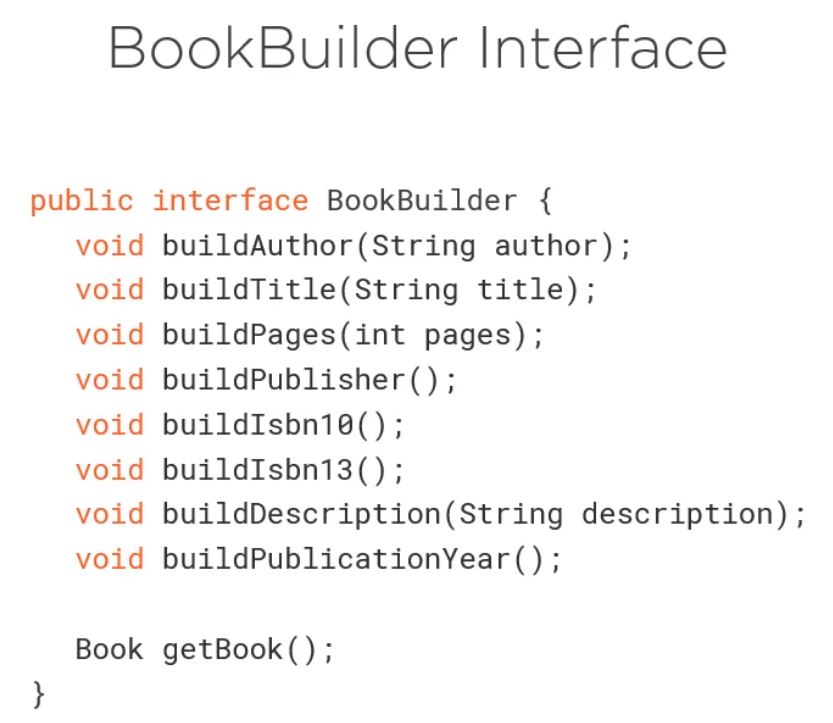 BookBuilder Interface
public interface BookBuilder {
void buildAuthor(String author);
void buildTitle(String title);
void buildPages(int pages);
void buildPublisher();
void buildIsbn10();
void buildIsbn13();
void buildDescription(String description);
void buildPublicationYear();
Book getBook();
}